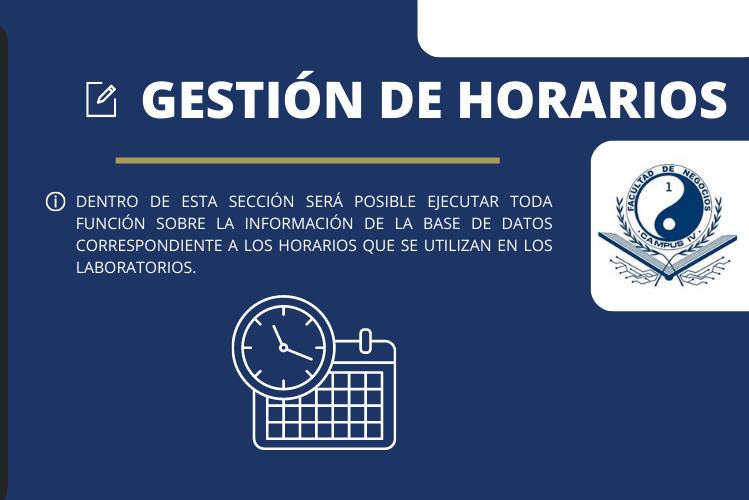 GESTIÓN DE HORARIOS
DENTRO DE ESTA SECCIÓN SERÁ POSIBLE EJECUTAR TODA
FUNCIÓN SOBRE LA INFORMACIÓN DE LA BASE DE DATOS
CORRESPONDIENTE A LOS HORARIOS QUE SE UTILIZAN EN LOS
LABORATORIOS.
FACULTAD DE NEGOCIOS
1
· CAMPUS IV ·